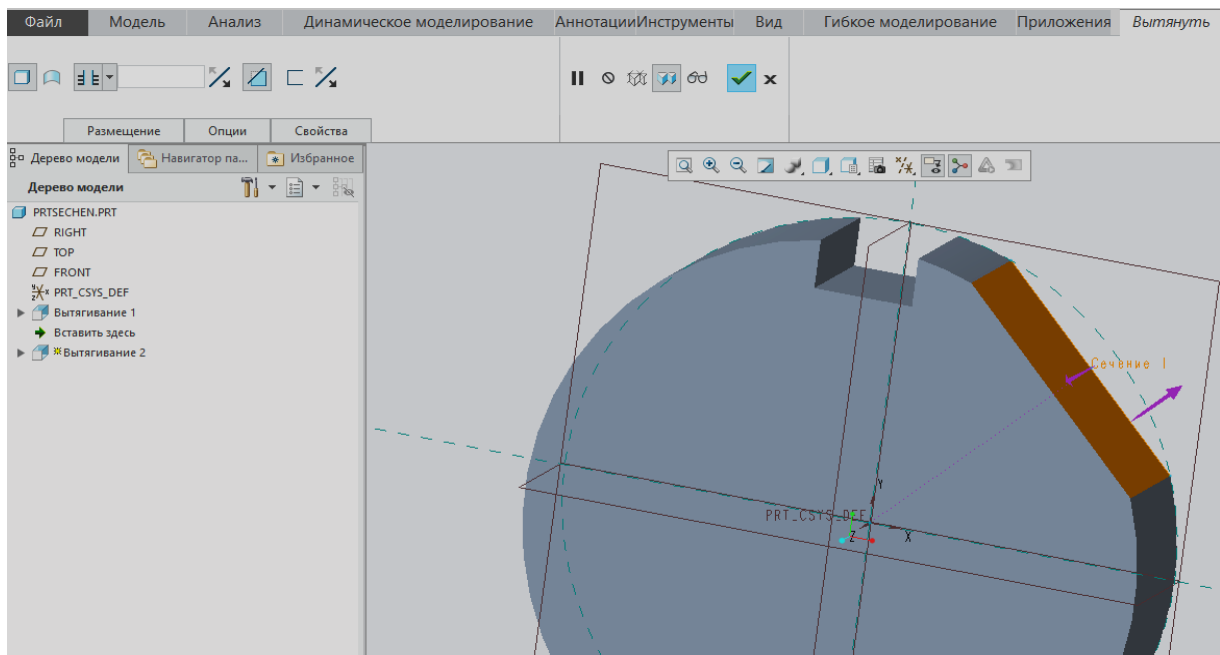 Файл Модель Анализ Динамическое моделирование Аннотации Инструменты Вид Гибкое моделирование Приложения Вытянуть
Размещение Опции Свойства
Дерево модели Навигатор па... Избранное
Дерево модели
PRTSECHEN.PRT
RIGHT
TOP
FRONT
PRT_CSYS_DEF
Вытягивание 1
Вставить здесь
Вытягивание 2
Сечение 1
Y
PRT_CSYS_DEF
Z X